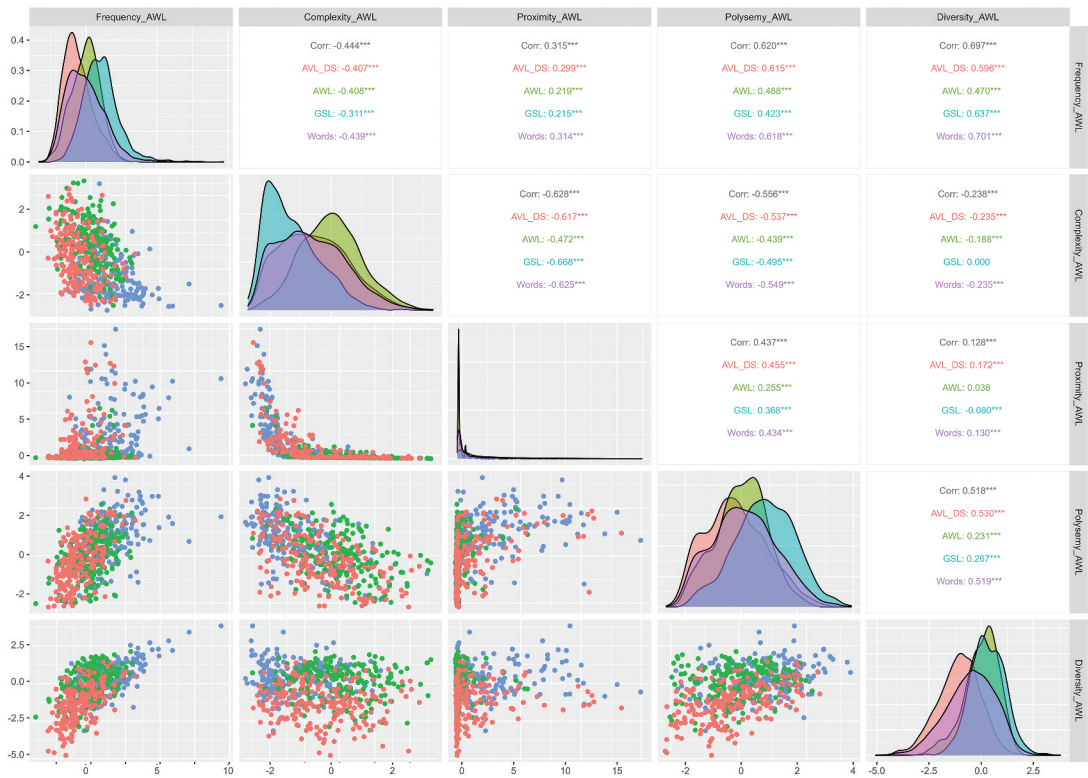 Frequency_AWL
Complexity_AWL
Proximity_AWL
Polysemy_AWL
Diversity_AWL
0.4
0.3
0.2
0.1
0.0
Corr: -0.444***
AVL_DS: -0.407***
AWL: -0.408***
GSL: -0.311***
Words: -0.439***
Corr: 0.315***
AVL_DS: 0.299***
AWL: 0.219***
GSL: 0.215***
Words: 0.314***
Corr: 0.620***
AVL_DS: 0.615***
AWL: 0.488***
GSL: 0.423***
Words: 0.618***
Corr: 0.697***
AVL_DS: 0.596***
AWL: 0.470***
GSL: 0.637***
Words: 0.701***
Frequency_AWL
2
0
-2
Corr: -0.628***
AVL_DS: -0.617***
AWL: -0.472***
GSL: -0.668***
Words: -0.625***
Corr: -0.556***
AVL_DS: -0.537***
AWL: -0.439***
GSL: -0.495***
Words: -0.549***
Corr: -0.238***
AVL_DS: -0.235***
AWL: -0.188***
GSL: 0.000
Words: -0.235***
Complexity_AWL
15
10
5
0
Corr: 0.437***
AVL_DS: 0.455***
AWL: 0.255***
GSL: 0.368***
Words: 0.434***
Corr: 0.128***
AVL_DS: 0.172***
AWL: 0.038
GSL: -0.080***
Words: 0.130***
Proximity_AWL
4
2
0
-2
Corr: 0.518***
AVL_DS: 0.530***
AWL: 0.231***
GSL: 0.267***
Words: 0.519***
Polysemy_AWL
2.5
0.0
-2.5
-5.0
Diversity_AWL
0
5
10
-2
0
2
0
5
10
15
-2
0
2
4
-5.0
-2.5
0.0
2.5